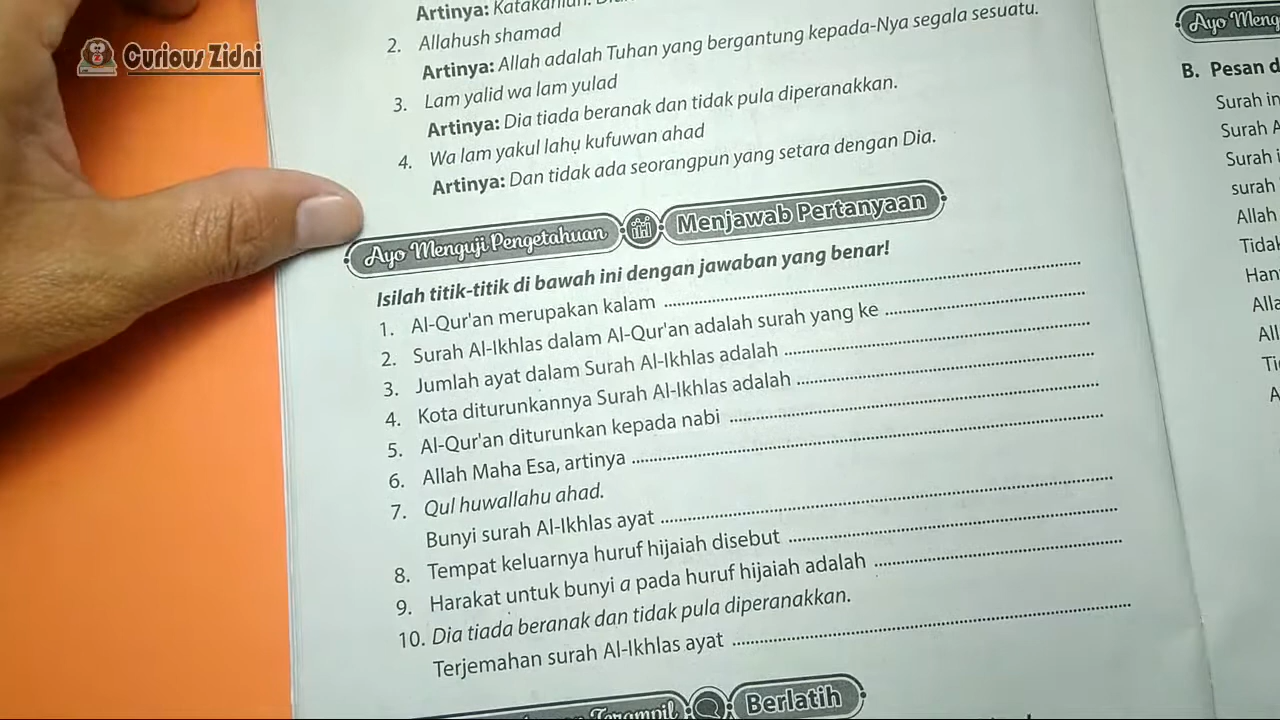 Artinya:
Curious Zidni
2. Allahush shamad
Artinya: Allah adalah Tuhan yang bergantung kepada-Nya segala sesuatu.
3. Lam yalid wa lam yulad
Artinya: Dia tiada beranak dan tidak pula diperanakkan.
4. Wa lam yakul lahụ kufuwan ahad
Artinya: Dan tidak ada seorangpun yang setara dengan Dia.
Ayo Menguji Pengetahuan Menjawab Pertanyaan
Isilah titik-titik di bawah ini dengan jawaban yang benar!
1. Al-Qur'an merupakan kalam ........................
2. Surah Al-Ikhlas dalam Al-Qur'an adalah surah yang ke ........................
3. Jumlah ayat dalam Surah Al-Ikhlas adalah ........................
4. Kota diturunkannya Surah Al-Ikhlas adalah ........................
5. Al-Qur'an diturunkan kepada nabi ........................
6. Allah Maha Esa, artinya ........................
7. Qul huwallahu ahad.
Bunyi surah Al-Ikhlas ayat ........................
8. Tempat keluarnya huruf hijaiah disebut ........................
9. Harakat untuk bunyi a pada huruf hijaiah adalah ........................
10. Dia tiada beranak dan tidak pula diperanakkan.
Terjemahan surah Al-Ikhlas ayat ........................
Berlatih
Ayo
B. Pesan
Surah
Surah
Surah
surah
Allah